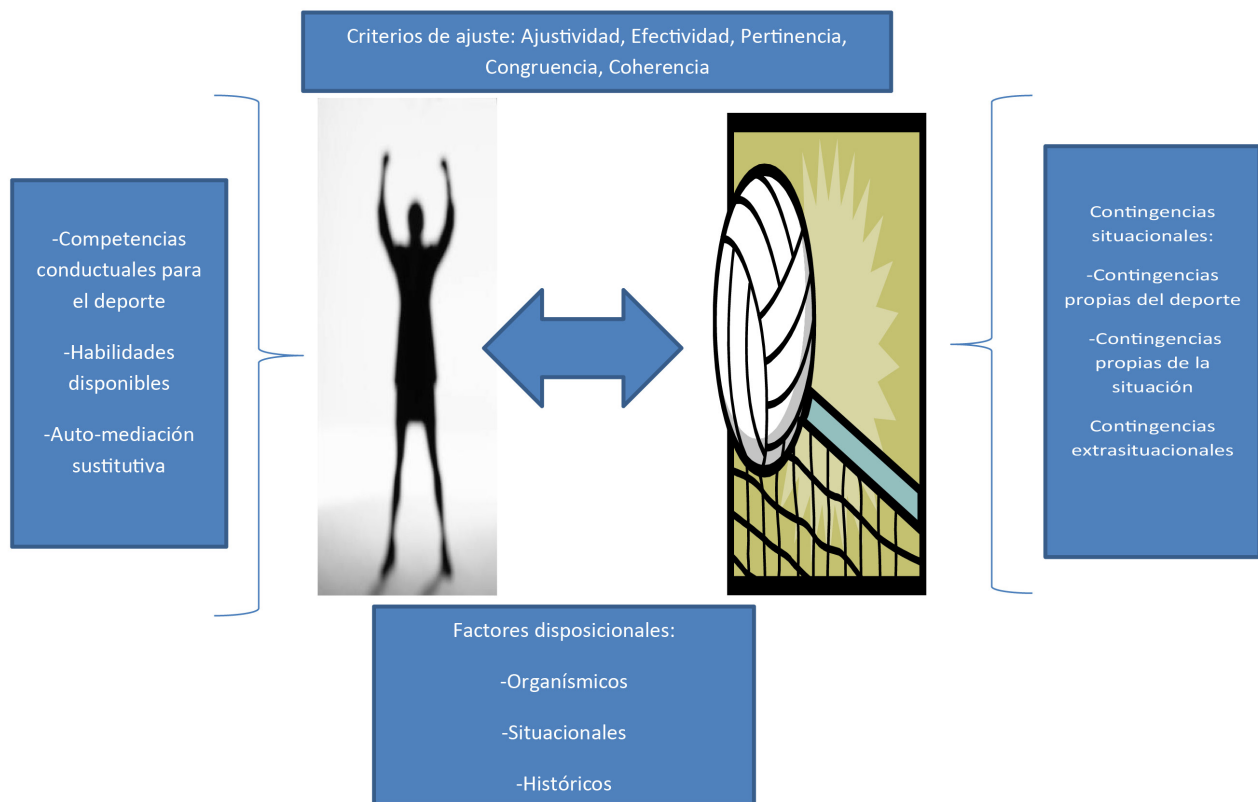 Criterios de ajuste: Ajustividad, Efectividad, Pertinencia,
Congruencia, Coherencia
-Competencias
conductuales para
el deporte
-Habilidades
disponibles
-Auto-mediación
sustitutiva
Contingencias
situacionales:
-Contingencias
propias del deporte
-Contingencias
propias de la
situación
Contingencias
extrasituacionales
Factores disposicionales:
-Organísmicos
-Situacionales
-Históricos